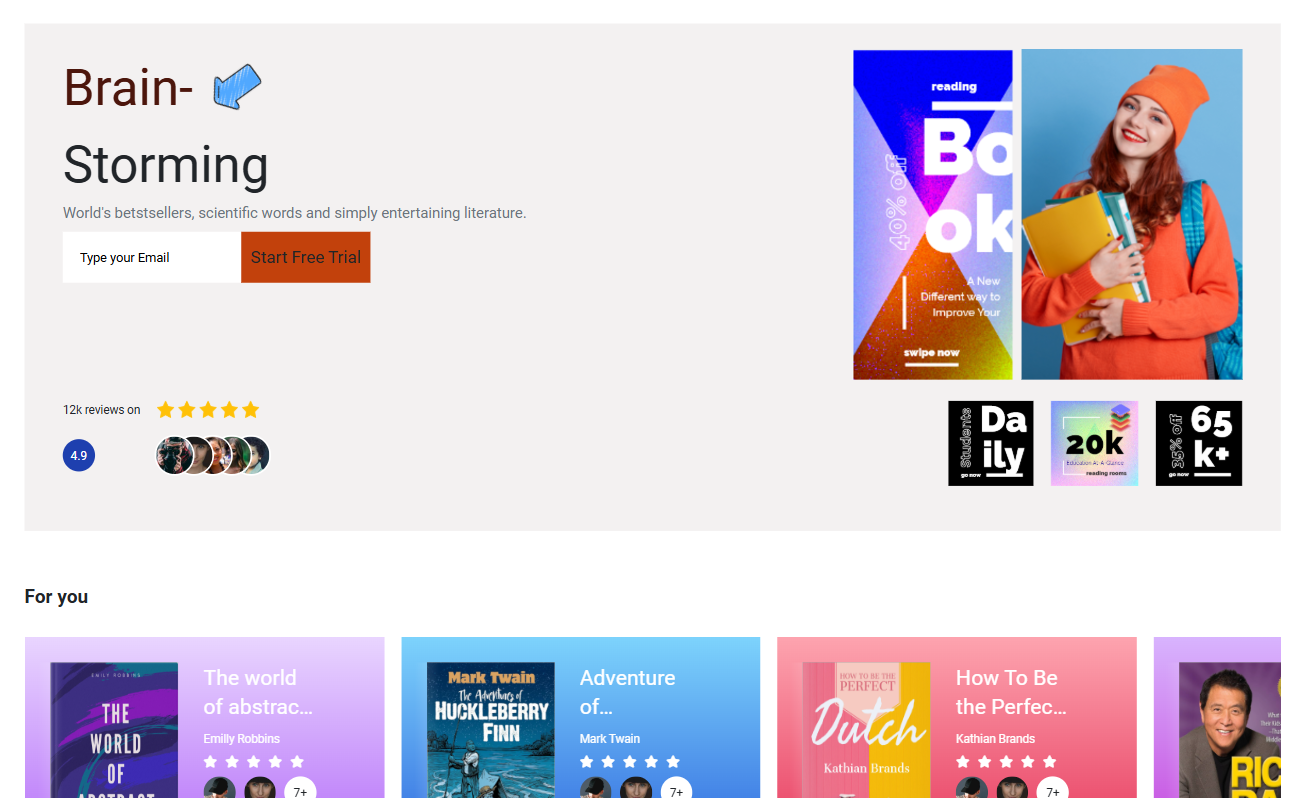 Brain-
Storming
World's betstsellers, scientific words and simply entertaining literature.
Type your Email
Start Free Trial
12k reviews on
4.9
reading
Bo
ok
40% off
A New
Different way to
Improve Your
swipe now
Students
Da
ily
go now
20k
Education At-A-Glance
reading rooms
35% off
65
k+
go now
For you
EMILY ROBBINS
THE
WORLD
OF
ABSTRACT
The world
of abstrac...
Emilly Robbins
7+
Mark Twain
The Adventures of
HUCKLEBERRY
FINN
Adventure
of...
Mark Twain
7+
HOW TO BE THE
PERFECT
Dutch
Kathian Brands
How To Be
the Perfec...
Kathian Brands
7+
RIC